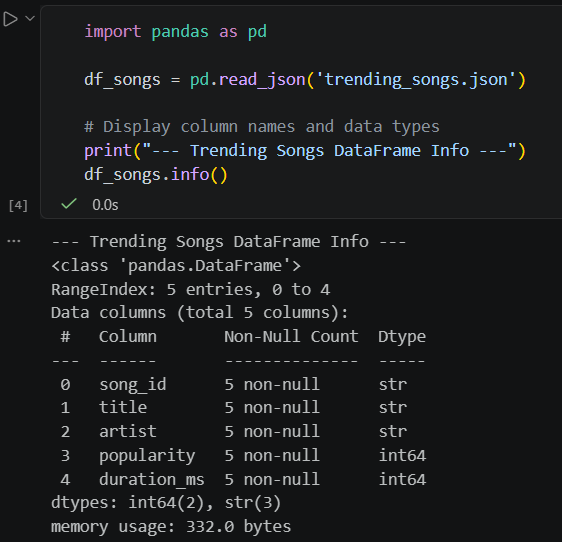 import pandas as pd
df_songs = pd.read_json('trending_songs.json')
# Display column names and data types
print("--- Trending Songs DataFrame Info ---")
df_songs.info()
[4]
0.0s
...
--- Trending Songs DataFrame Info ---
<class 'pandas.DataFrame'>
RangeIndex: 5 entries, 0 to 4
Data columns (total 5 columns):
 #   Column       Non-Null Count  Dtype
---  ------       --------------  -----
 0   song_id      5 non-null      str
 1   title        5 non-null      str
 2   artist       5 non-null      str
 3   popularity   5 non-null      int64
 4   duration_ms  5 non-null      int64
dtypes: int64(2), str(3)
memory usage: 332.0 bytes